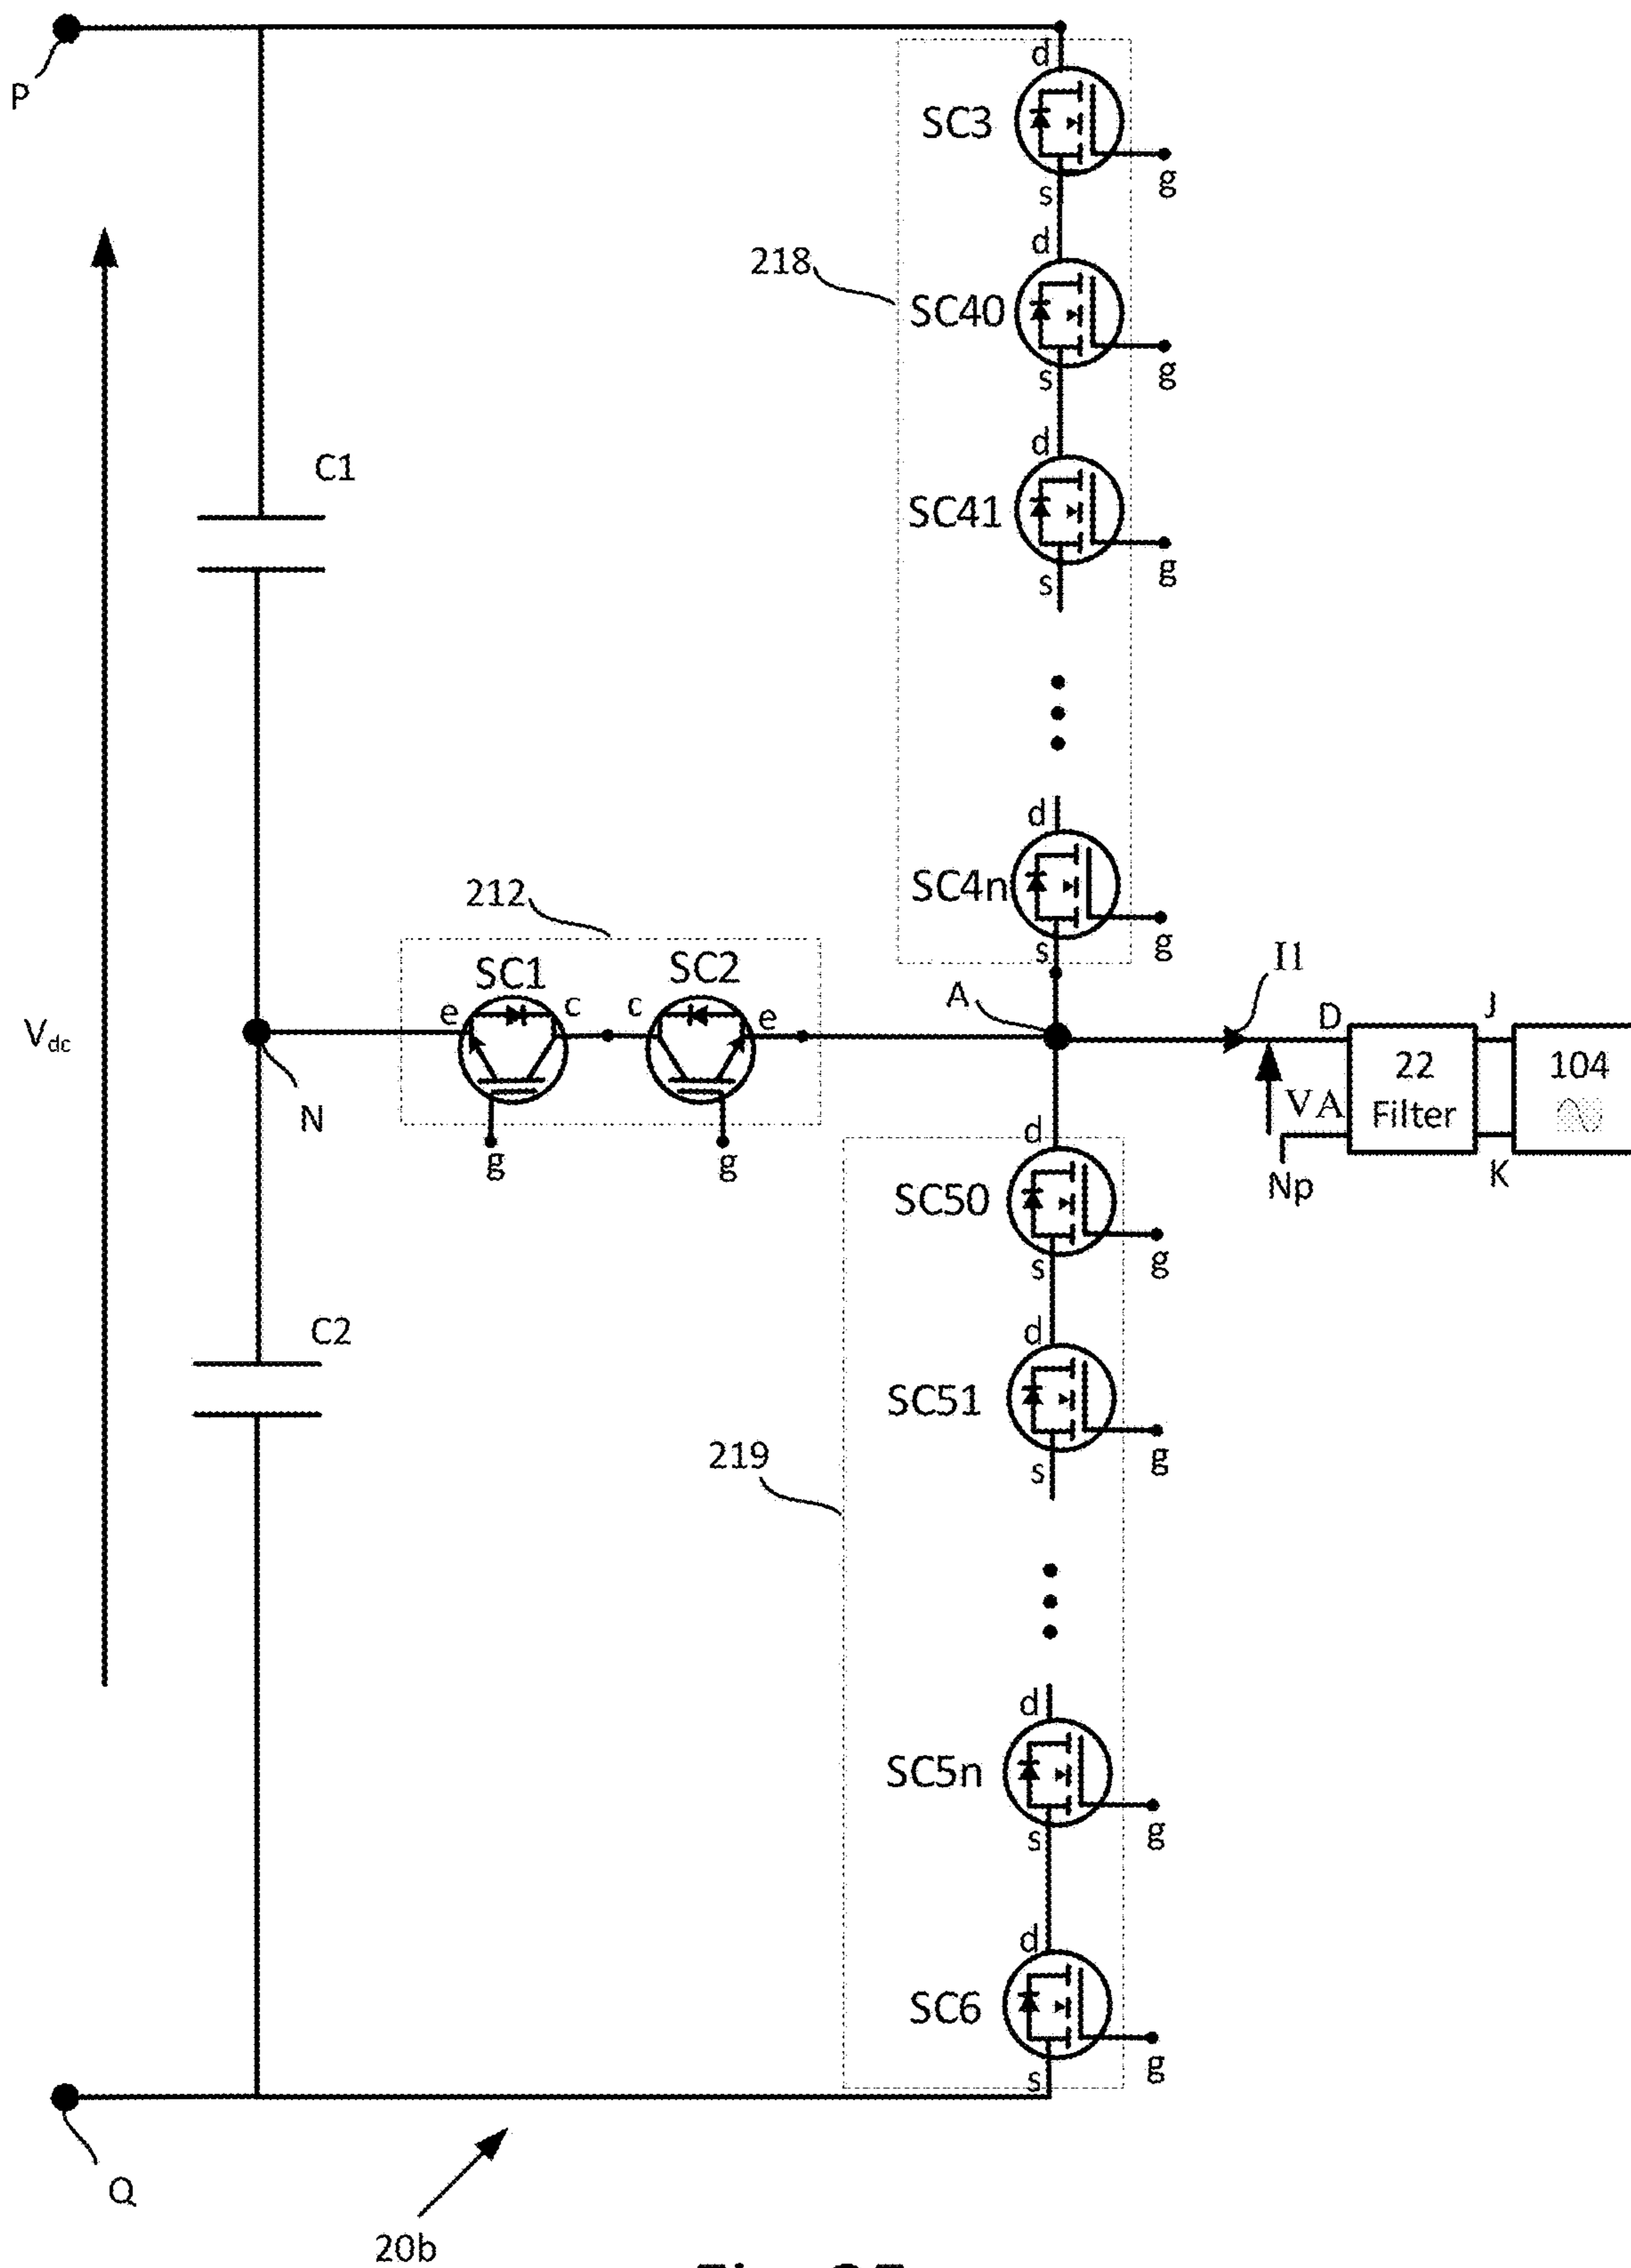 P
d
SC3
g
s
d
218
SC40
g
s
C1
d
SC41
g
s
d
SC4n
212
g
s
SC1
SC2
e
c
c
e
A
I1
D
J
Vdc
22
Filter
104
N
VA
g
g
Np
K
d
SC50
g
s
C2
d
SC51
g
219
s
d
SC5n
g
s
d
SC6
g
s
Q
20b